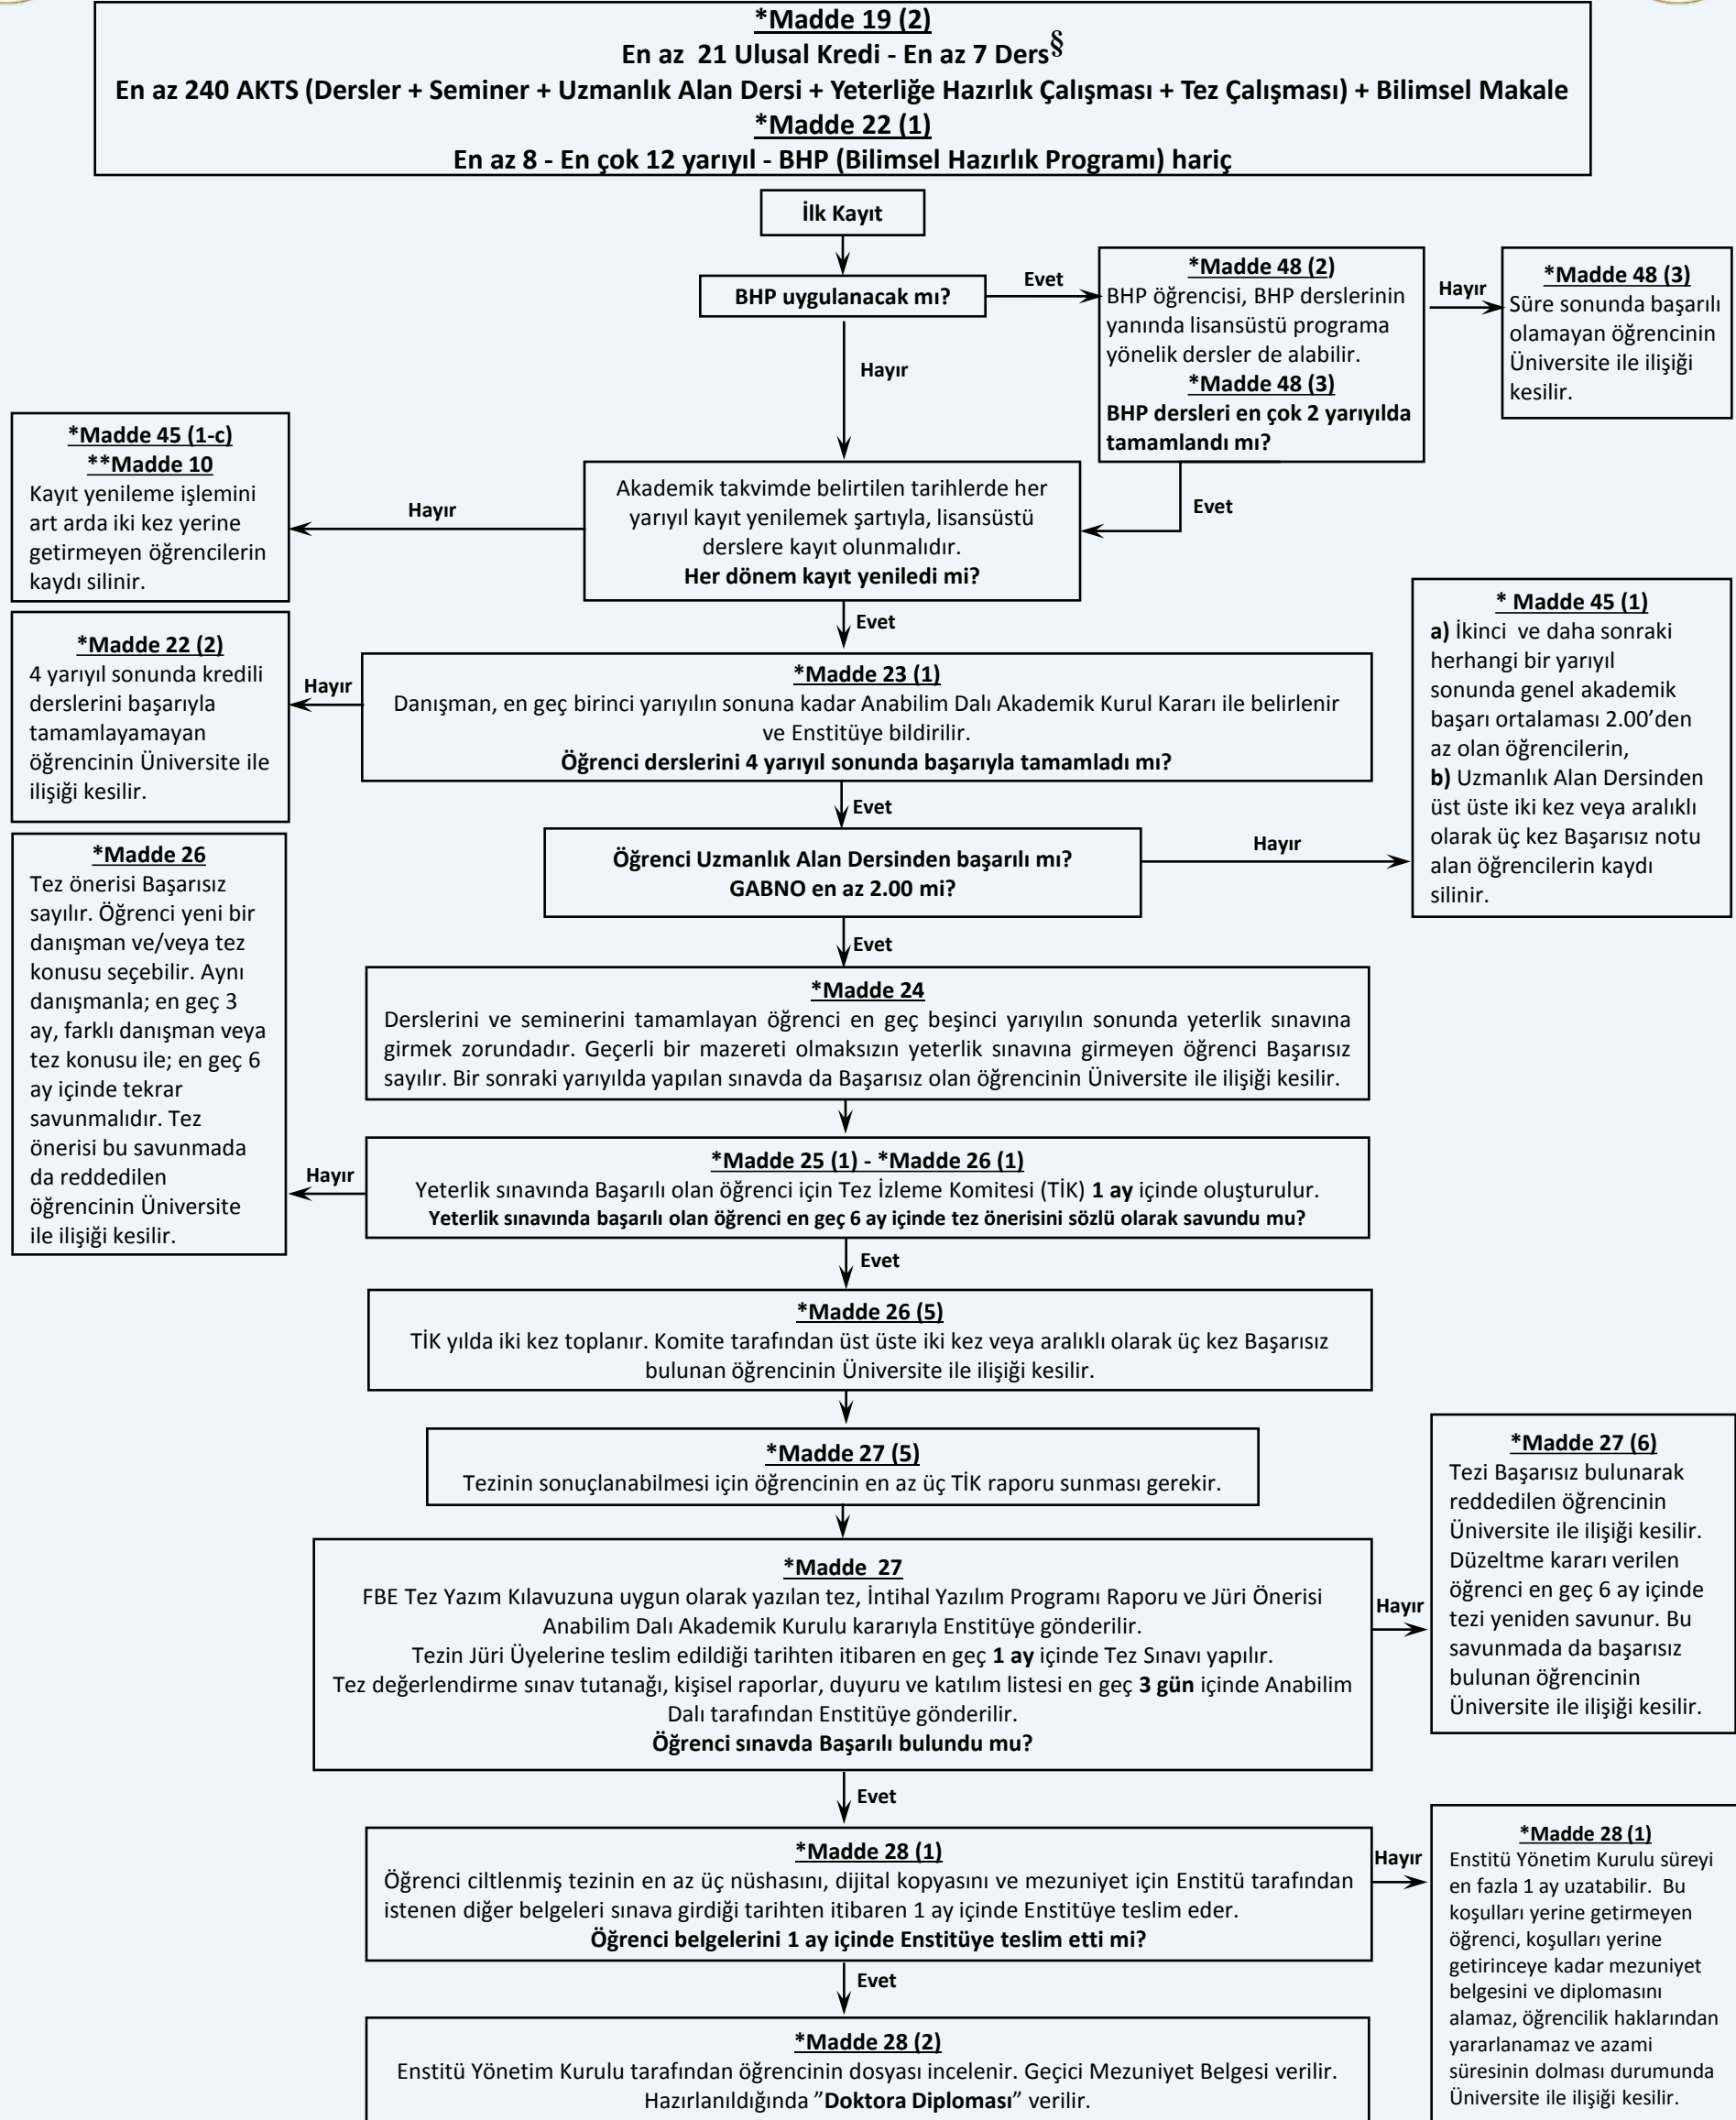 *Madde 19 (2)
En az 21 Ulusal Kredi - En az 7 Ders§
En az 240 AKTS (Dersler + Seminer + Uzmanlık Alan Dersi + Yeterliğe Hazırlık Çalışması + Tez Çalışması) + Bilimsel Makale
*Madde 22 (1)
En az 8 - En çok 12 yarıyıl - BHP (Bilimsel Hazırlık Programı) hariç
İlk Kayıt
BHP uygulanacak mı?
Evet
*Madde 48 (2)
BHP öğrencisi, BHP derslerinin
yanında lisansüstü programa
yönelik dersler de alabilir.
*Madde 48 (3)
BHP dersleri en çok 2 yarıyılda
tamamlandı mı?
Hayır
*Madde 48 (3)
Süre sonunda başarılı
olamayan öğrencinin
Üniversite ile ilişiği
kesilir.
Hayır
Evet
Akademik takvimde belirtilen tarihlerde her
yarıyıl kayıt yenilemek şartıyla, lisansüstü
derslere kayıt olunmalıdır.
Her dönem kayıt yeniledi mi?
Hayır
*Madde 45 (1-c)
**Madde 10
Kayıt yenileme işlemini
art arda iki kez yerine
getirmeyen öğrencilerin
kaydı silinir.
Evet
*Madde 23 (1)
Danışman, en geç birinci yarıyılın sonuna kadar Anabilim Dalı Akademik Kurul Kararı ile belirlenir
ve Enstitüye bildirilir.
Öğrenci derslerini 4 yarıyıl sonunda başarıyla tamamladı mı?
Hayır
*Madde 22 (2)
4 yarıyıl sonunda kredili
derslerini başarıyla
tamamlayamayan
öğrencinin Üniversite ile
ilişiği kesilir.
Evet
Öğrenci Uzmanlık Alan Dersinden başarılı mı?
GABNO en az 2.00 mi?
Hayır
* Madde 45 (1)
a) İkinci ve daha sonraki
herhangi bir yarıyıl
sonunda genel akademik
başarı ortalaması 2.00’den
az olan öğrencilerin,
b) Uzmanlık Alan Dersinden
üst üste iki kez veya aralıklı
olarak üç kez Başarısız notu
alan öğrencilerin kaydı
silinir.
Evet
*Madde 24
Derslerini ve seminerini tamamlayan öğrenci en geç beşinci yarıyılın sonunda yeterlik sınavına
girmek zorundadır. Geçerli bir mazereti olmaksızın yeterlik sınavına girmeyen öğrenci Başarısız
sayılır. Bir sonraki yarıyılda yapılan sınavda da Başarısız olan öğrencinin Üniversite ile ilişiği kesilir.
*Madde 25 (1) - *Madde 26 (1)
Yeterlik sınavında Başarılı olan öğrenci için Tez İzleme Komitesi (TİK) 1 ay içinde oluşturulur.
Yeterlik sınavında başarılı olan öğrenci en geç 6 ay içinde tez önerisini sözlü olarak savundu mu?
Hayır
*Madde 26
Tez önerisi Başarısız
sayılır. Öğrenci yeni bir
danışman ve/veya tez
konusu seçebilir. Aynı
danışmanla; en geç 3
ay, farklı danışman veya
tez konusu ile; en geç 6
ay içinde tekrar
savunmalıdır. Tez
önerisi bu savunmada
da reddedilen
öğrencinin Üniversite
ile ilişiği kesilir.
Evet
*Madde 26 (5)
TİK yılda iki kez toplanır. Komite tarafından üst üste iki kez veya aralıklı olarak üç kez Başarısız
bulunan öğrencinin Üniversite ile ilişiği kesilir.
*Madde 27 (5)
Tezinin sonuçlanabilmesi için öğrencinin en az üç TİK raporu sunması gerekir.
*Madde 27
FBE Tez Yazım Kılavuzuna uygun olarak yazılan tez, İntihal Yazılım Programı Raporu ve Jüri Önerisi
Anabilim Dalı Akademik Kurulu kararıyla Enstitüye gönderilir.
Tezin Jüri Üyelerine teslim edildiği tarihten itibaren en geç 1 ay içinde Tez Sınavı yapılır.
Tez değerlendirme sınav tutanağı, kişisel raporlar, duyuru ve katılım listesi en geç 3 gün içinde Anabilim
Dalı tarafından Enstitüye gönderilir.
Öğrenci sınavda Başarılı bulundu mu?
Hayır
*Madde 27 (6)
Tezi Başarısız bulunarak
reddedilen öğrencinin
Üniversite ile ilişiği kesilir.
Düzeltme kararı verilen
öğrenci en geç 6 ay içinde
tezi yeniden savunur. Bu
savunmada da başarısız
bulunan öğrencinin
Üniversite ile ilişiği kesilir.
Evet
*Madde 28 (1)
Öğrenci ciltlenmiş tezinin en az üç nüshasını, dijital kopyasını ve mezuniyet için Enstitü tarafından
istenen diğer belgeleri sınava girdiği tarihten itibaren 1 ay içinde Enstitüye teslim eder.
Öğrenci belgelerini 1 ay içinde Enstitüye teslim etti mi?
Hayır
*Madde 28 (1)
Enstitü Yönetim Kurulu süreyi
en fazla 1 ay uzatabilir. Bu
koşulları yerine getirmeyen
öğrenci, koşulları yerine
getirinceye kadar mezuniyet
belgesini ve diplomasını
alamaz, öğrencilik haklarından
yararlanamaz ve azami
süresinin dolması durumunda
Üniversite ile ilişiği kesilir.
Evet
*Madde 28 (2)
Enstitü Yönetim Kurulu tarafından öğrencinin dosyası incelenir. Geçici Mezuniyet Belgesi verilir.
Hazırlanıldığında ”Doktora Diploması” verilir.